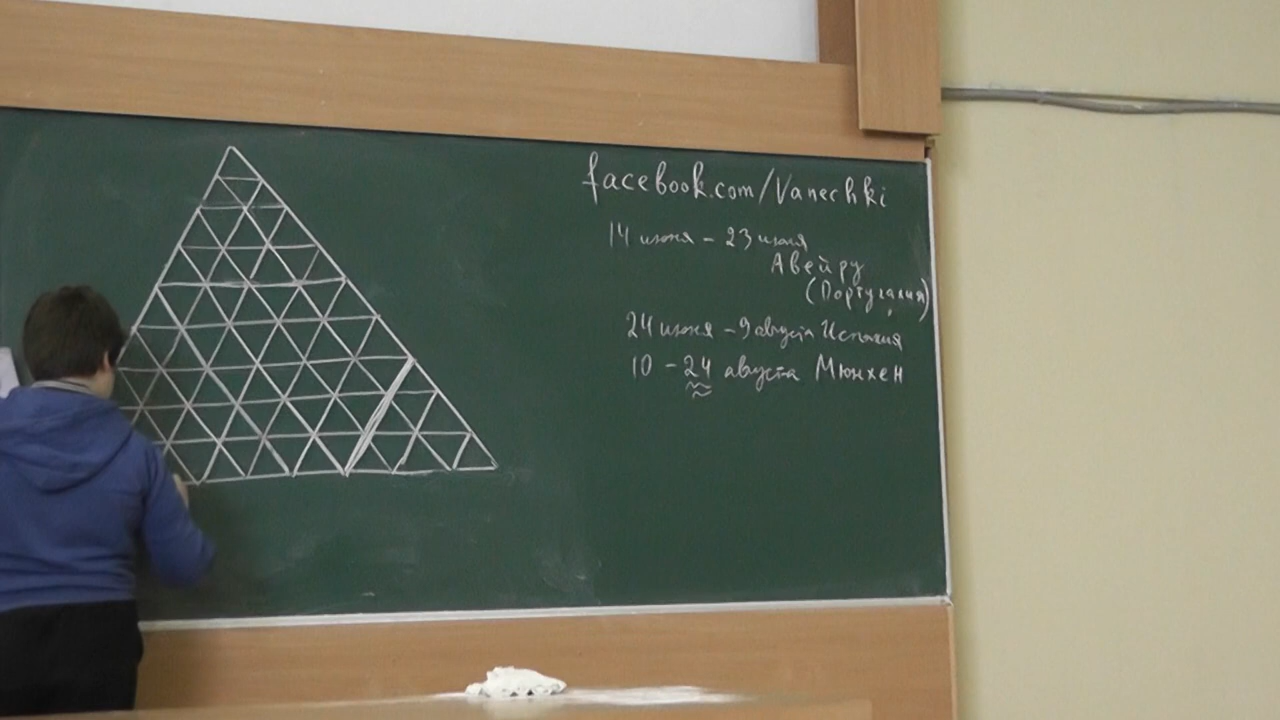 facebook.com/Vanechki
14 июня – 23 июля
Авейру
(Португалия)
24 июля – 9 августа Испания
10 – 24 августа Мюнхен